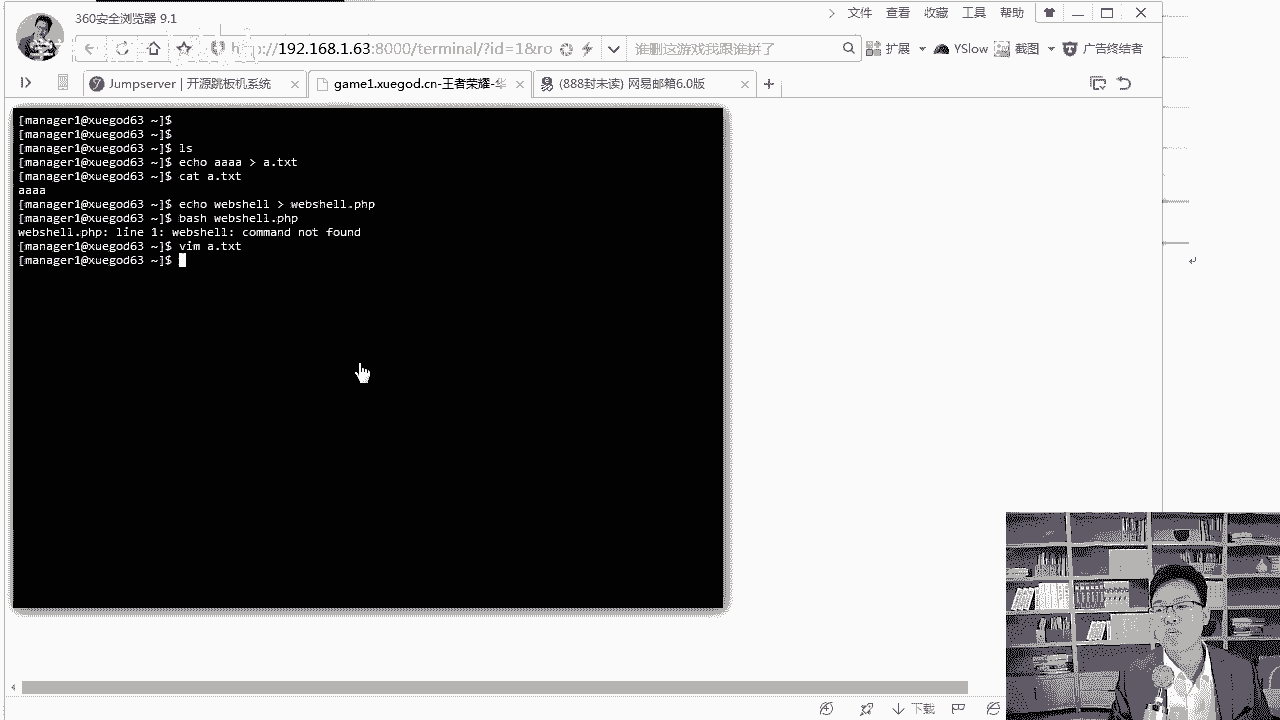 360安全浏览器 9.1
文件 查看 收藏 工具 帮助
192.168.1.63:8000/terminal/?id=1&ro
谁删这游戏我跟谁拼了
扩展 YSlow 截图 广告终结者
Jumpserver | 开源跳板机系统
game1.xuegod.cn-王者荣耀-华
(888封未读) 网易邮箱6.0版
[manager1@xuegod63 ~]$
[manager1@xuegod63 ~]$
[manager1@xuegod63 ~]$ ls
[manager1@xuegod63 ~]$ echo aaaa > a.txt
[manager1@xuegod63 ~]$ cat a.txt
aaaa
[manager1@xuegod63 ~]$ echo webshell > webshell.php
[manager1@xuegod63 ~]$ bash webshell.php
webshell.php: line 1: webshell: command not found
[manager1@xuegod63 ~]$ vim a.txt
[manager1@xuegod63 ~]$
下载